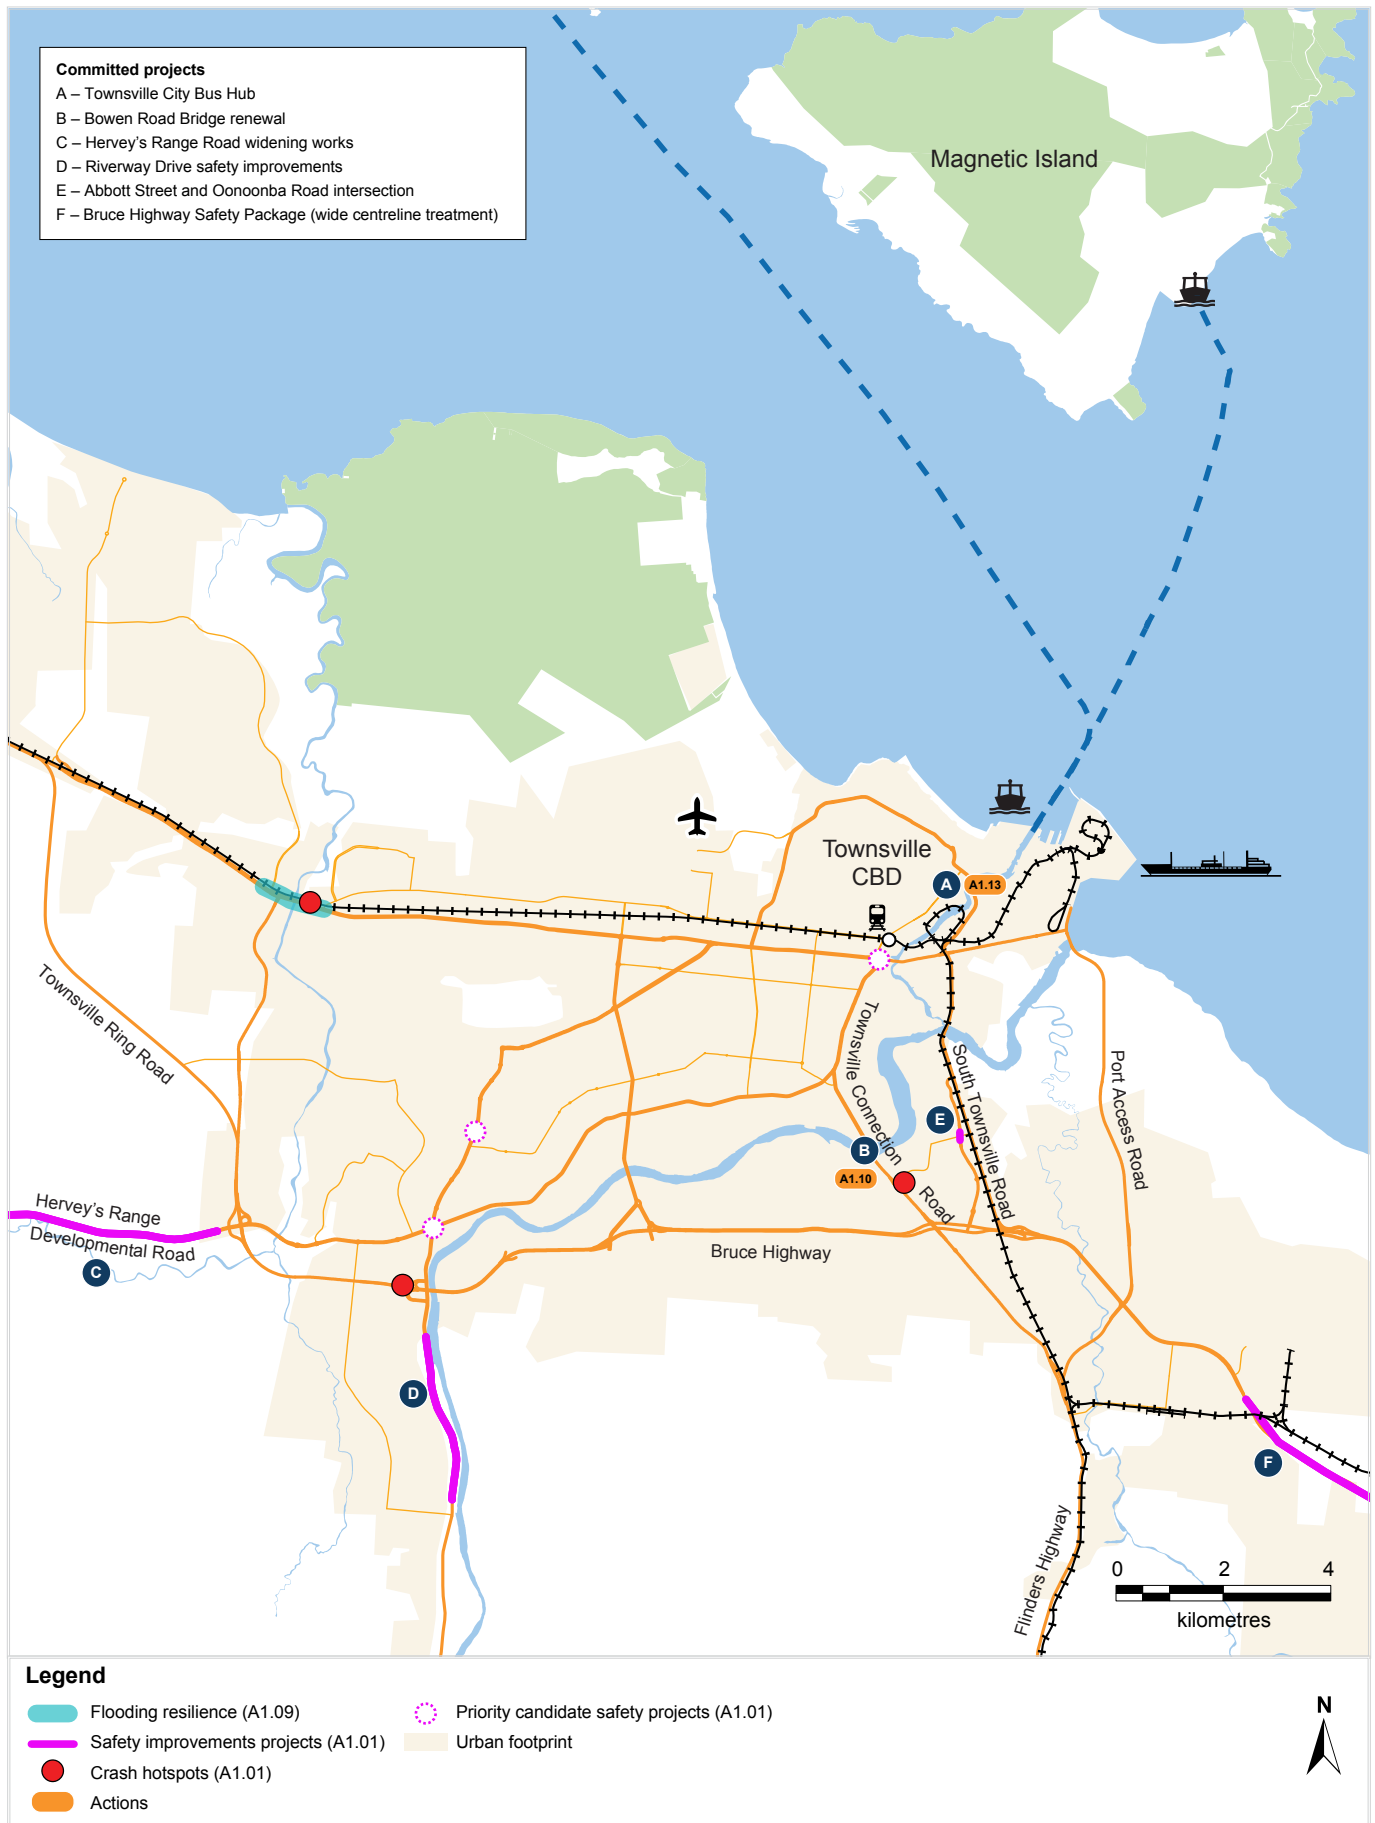 Committed projects
A – Townsville City Bus Hub
B – Bowen Road Bridge renewal
C – Hervey's Range Road widening works
D – Riverway Drive safety improvements
E – Abbott Street and Oonoonba Road intersection
F – Bruce Highway Safety Package (wide centreline treatment)
Magnetic Island
Townsville
CBD
A
A1.13
Townsville Ring Road
Townsville Connection
Road
South Townsville Road
Port Access Road
E
B
A1.10
Hervey's Range
Developmental Road
C
Bruce Highway
D
F
Flinders Highway
0 2 4
kilometres
Legend
Flooding resilience (A1.09)
Safety improvements projects (A1.01)
Crash hotspots (A1.01)
Actions
Priority candidate safety projects (A1.01)
Urban footprint
N